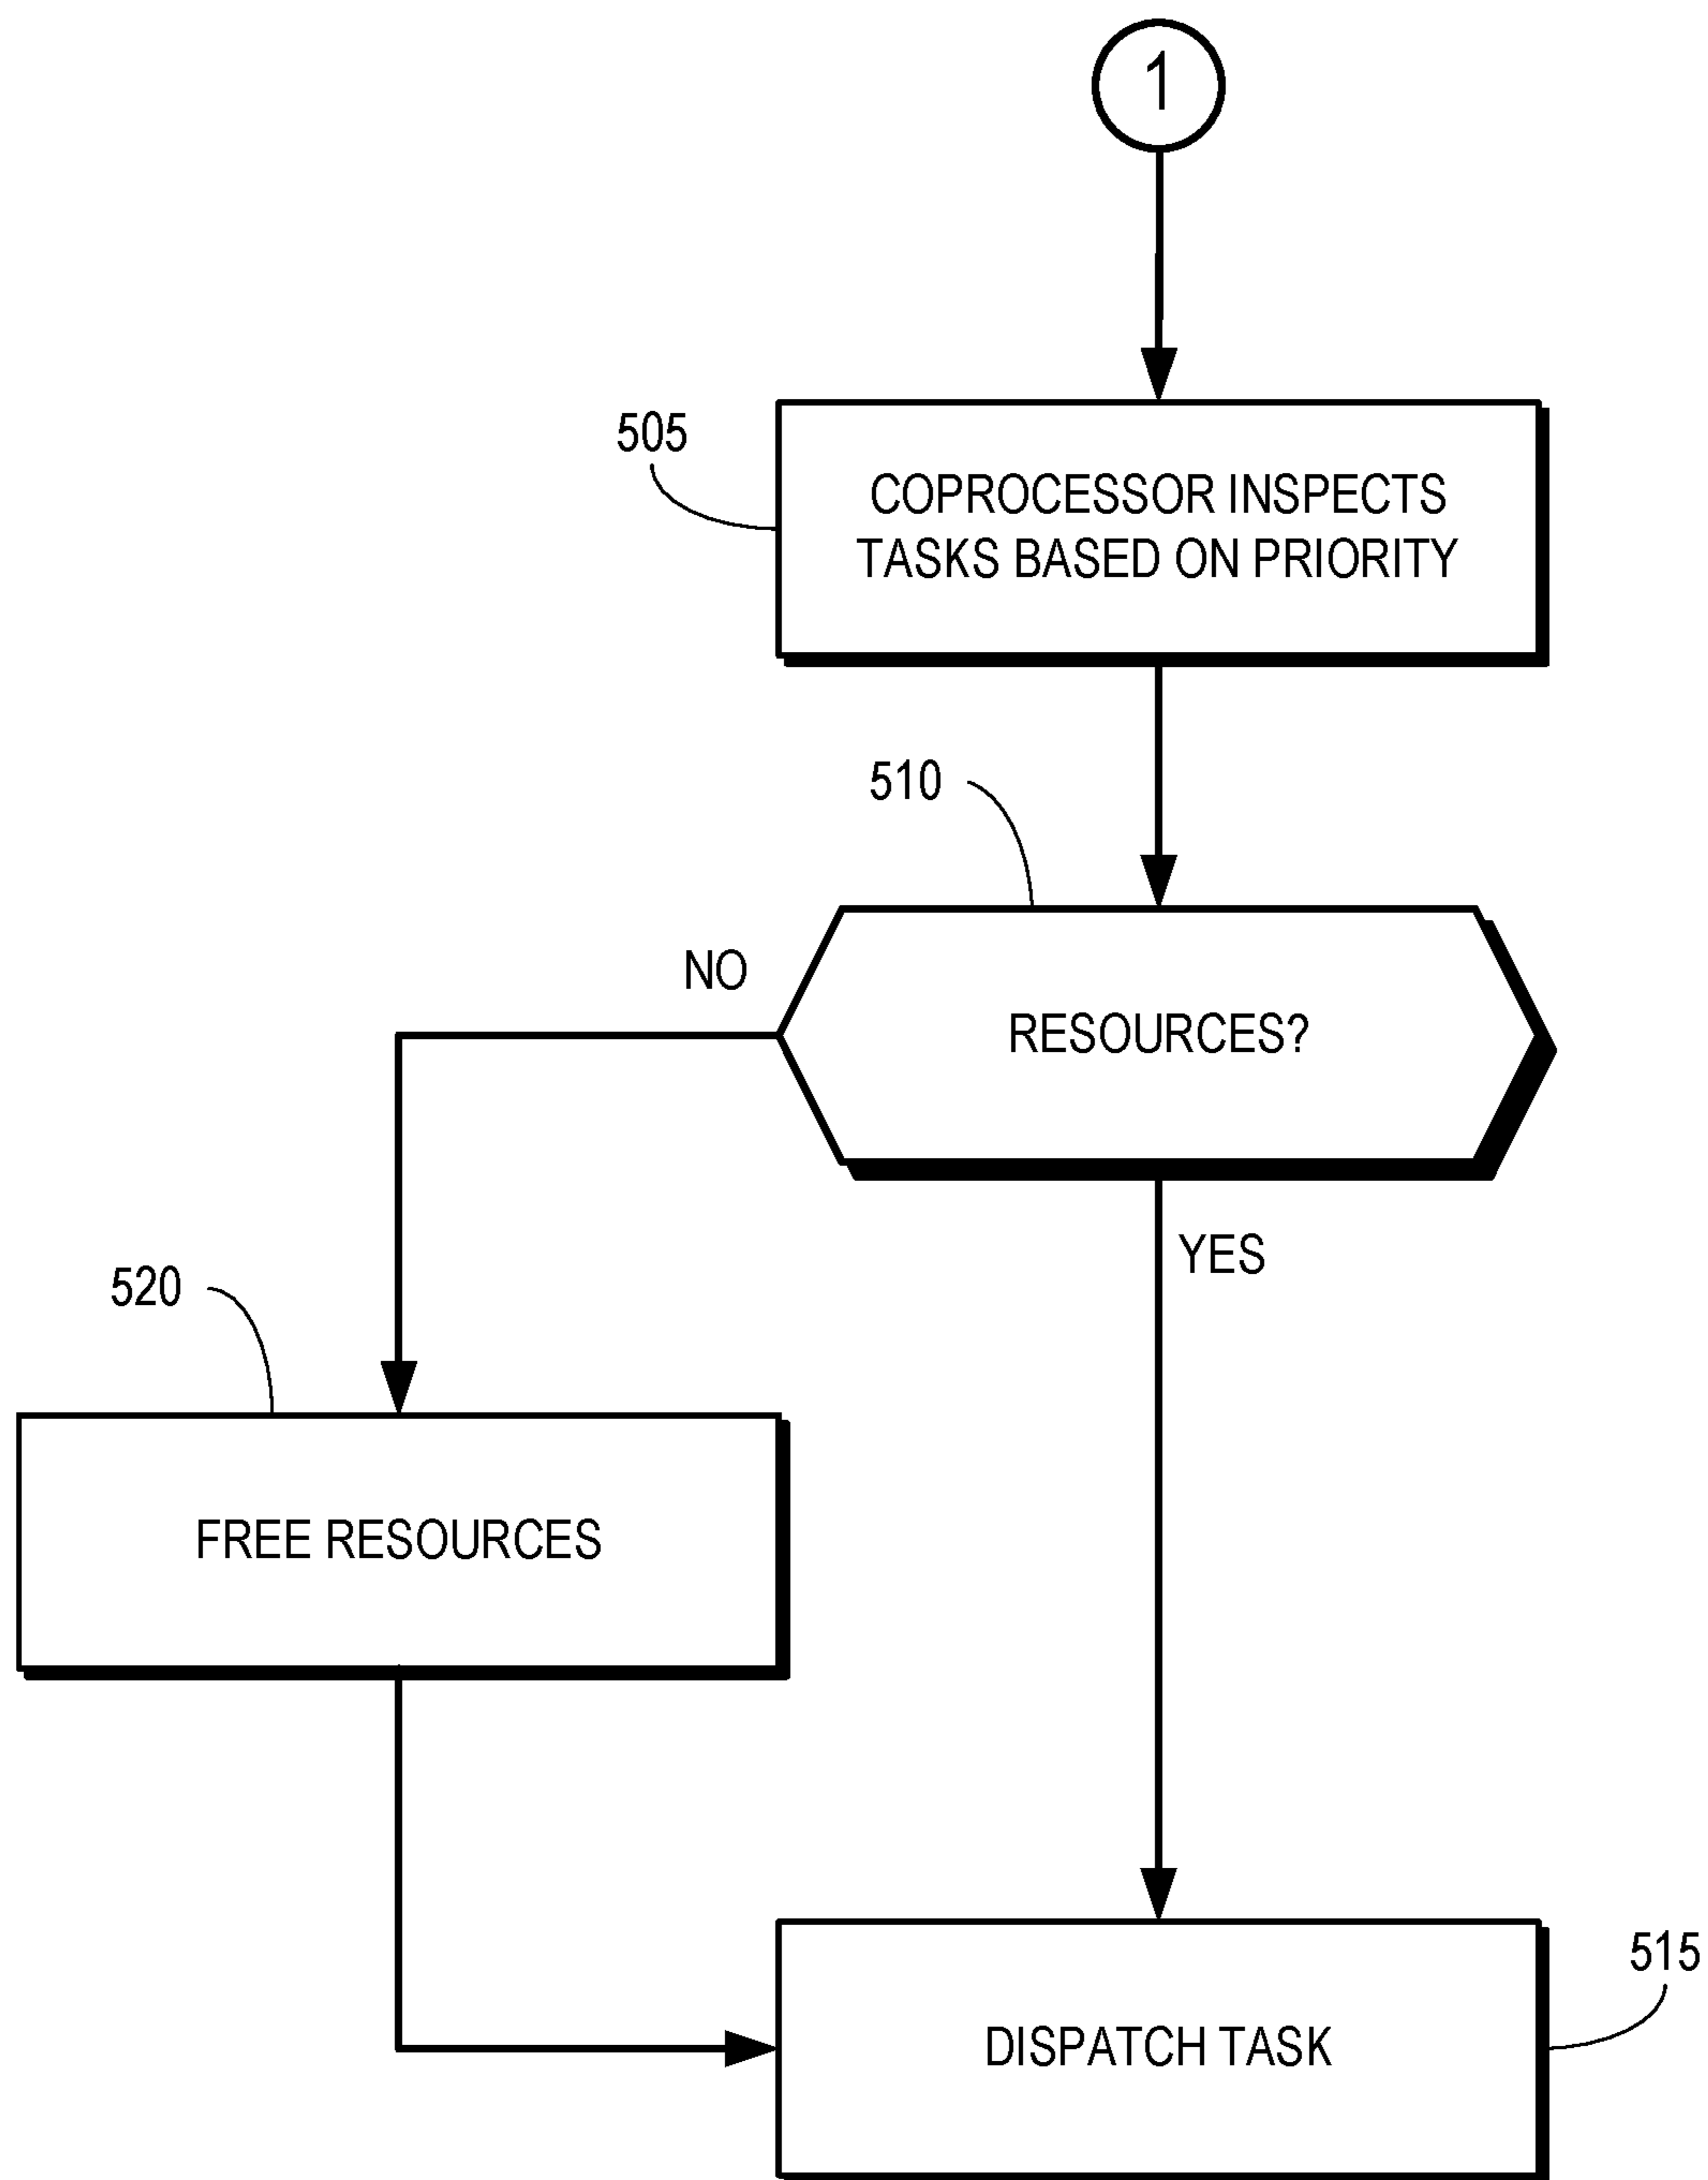 1
505
COPROCESSOR INSPECTS
TASKS BASED ON PRIORITY
510
NO
RESOURCES?
YES
520
FREE RESOURCES
515
DISPATCH TASK